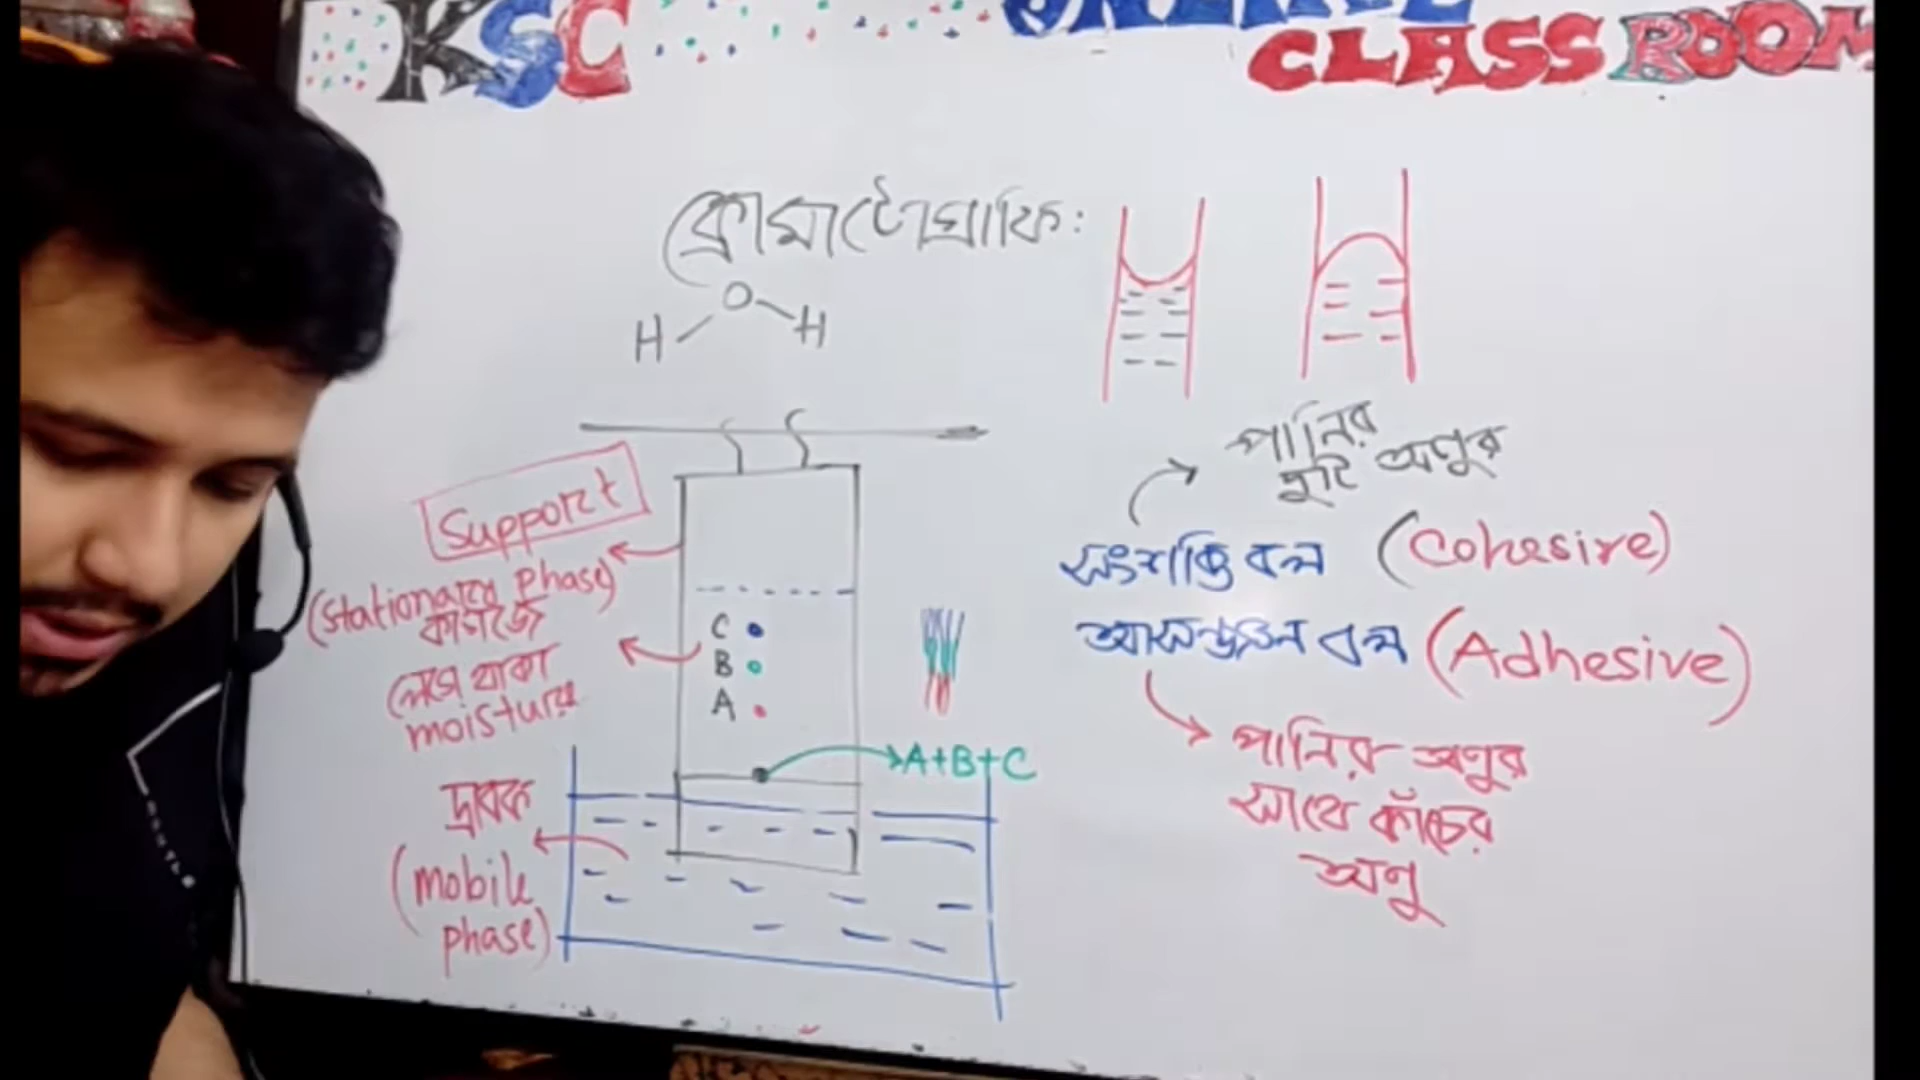 KSC
ONLINE
CLASS ROOM
ক্রোমাটোগ্রাফি:
H O H
পানির
দুটি অণুর
Support
(Stationary Phase)
কাগজে
লেগে থাকা
moisture
সংশক্তি বল (Cohesive)
আসঞ্জন বল (Adhesive)
C
B
A
A+B+C
পানির অণুর
সাথে কাঁচের
অণু
দ্রাবক
(mobile
phase)